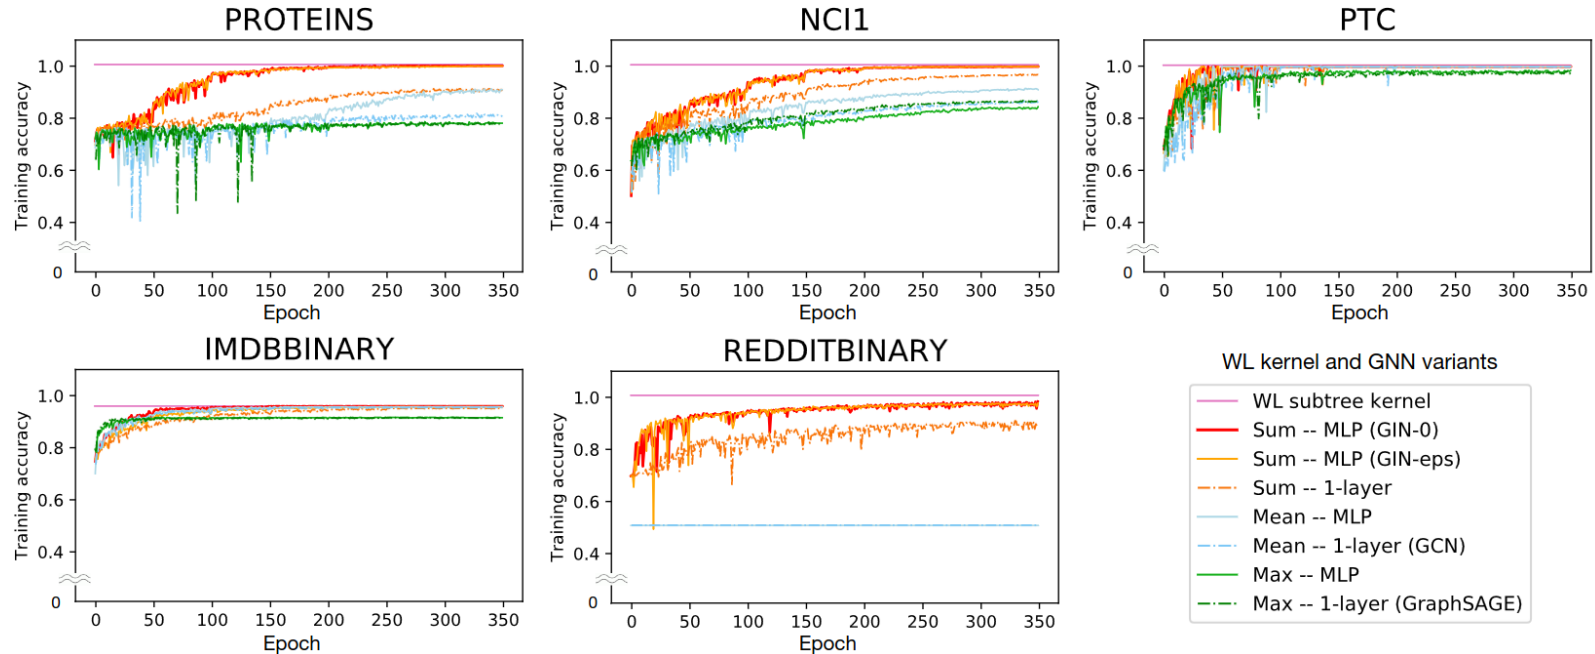 PROTEINS
NCI1
PTC
Training accuracy
1.0
0.8
0.6
0.4
0
0 50 100 150 200 250 300 350
Epoch
Training accuracy
1.0
0.8
0.6
0.4
0
0 50 100 150 200 250 300 350
Epoch
Training accuracy
1.0
0.8
0.6
0.4
0
0 50 100 150 200 250 300 350
Epoch
IMDBBINARY
REDDITBINARY
Training accuracy
1.0
0.8
0.6
0.4
0
0 50 100 150 200 250 300 350
Epoch
Training accuracy
1.0
0.8
0.6
0.4
0
0 50 100 150 200 250 300 350
Epoch
WL kernel and GNN variants
WL subtree kernel
Sum -- MLP (GIN-0)
Sum -- MLP (GIN-eps)
Sum -- 1-layer
Mean -- MLP
Mean -- 1-layer (GCN)
Max -- MLP
Max -- 1-layer (GraphSAGE)